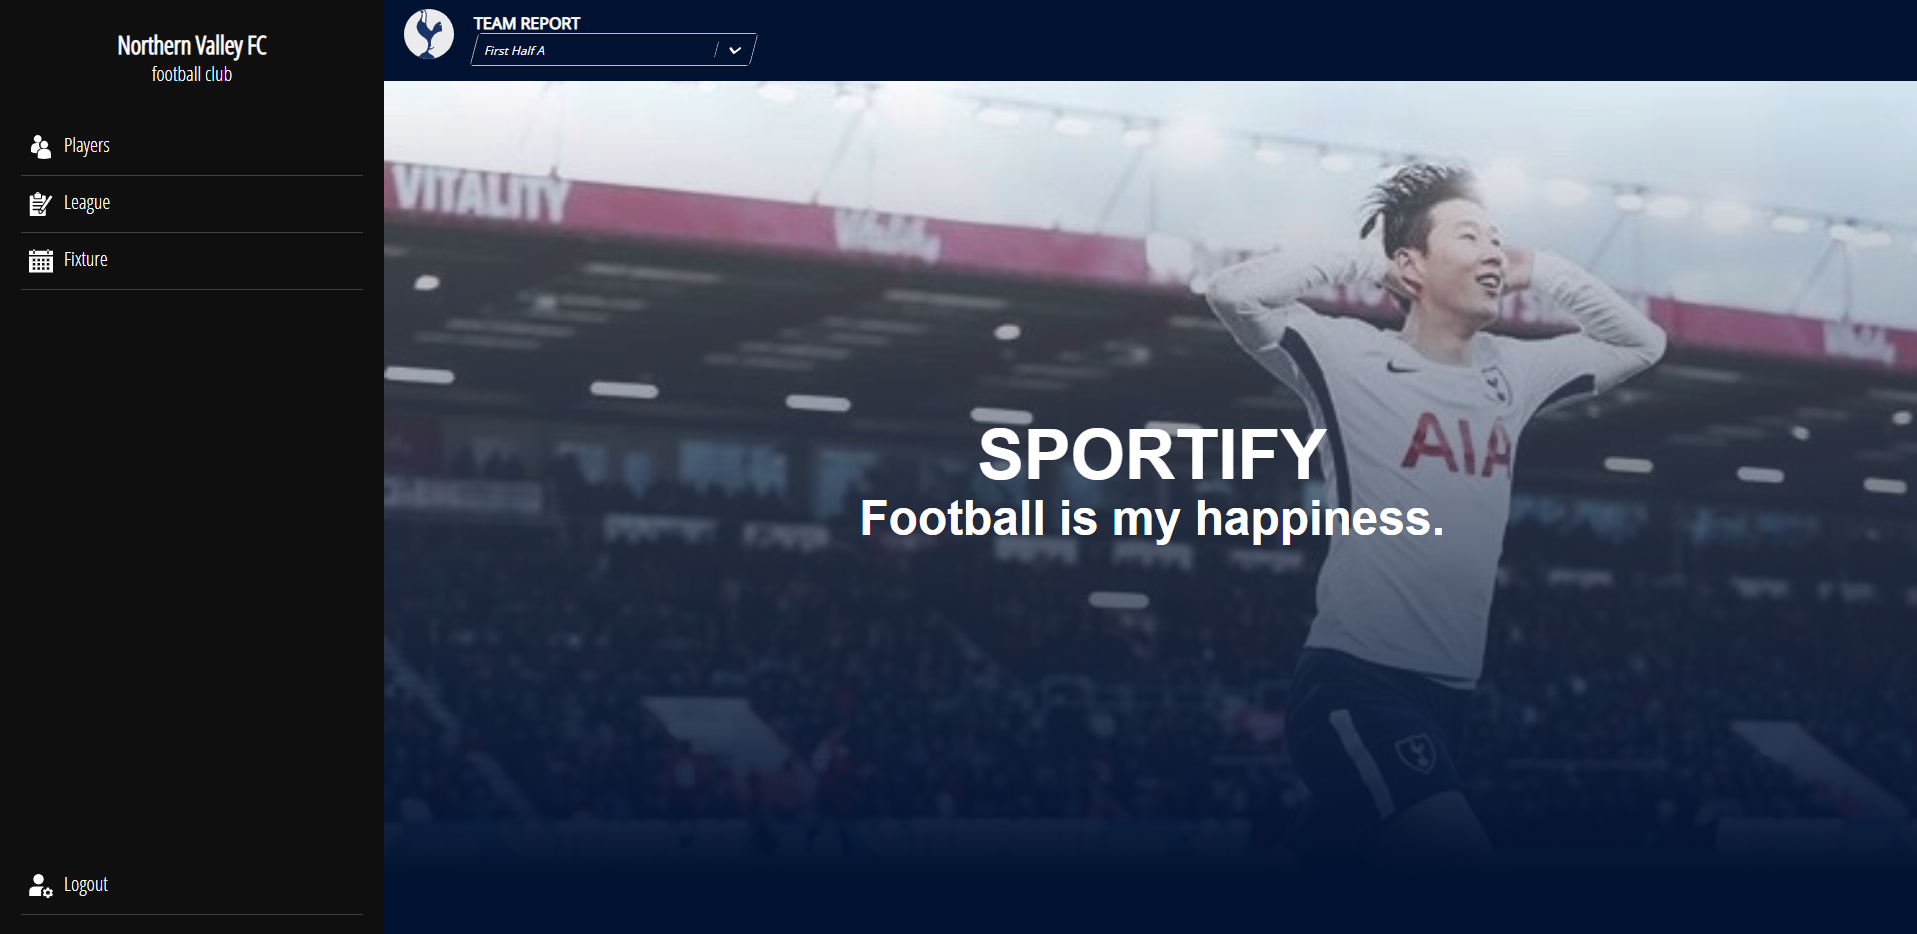 Northern Valley FC
football club
Players
League
Fixture
Logout
TEAM REPORT
First Half A
VITALITY
SPORTIFY
Football is my happiness.
AIA